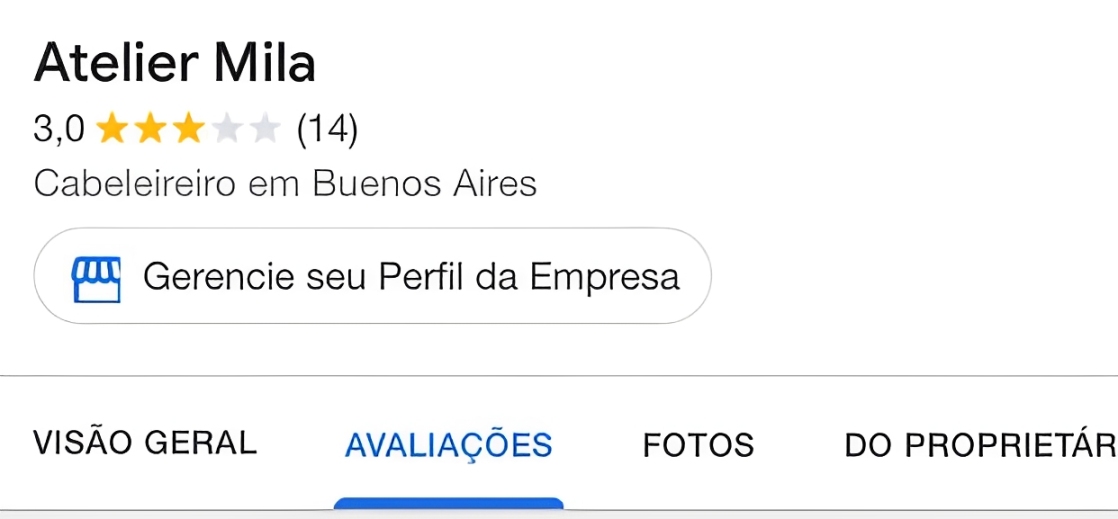 Atelier Mila
3,0 (14)
Cabeleireiro em Buenos Aires
Gerencie seu Perfil da Empresa
VISÃO GERAL AVALIAÇÕES FOTOS DO PROPRIETÁR